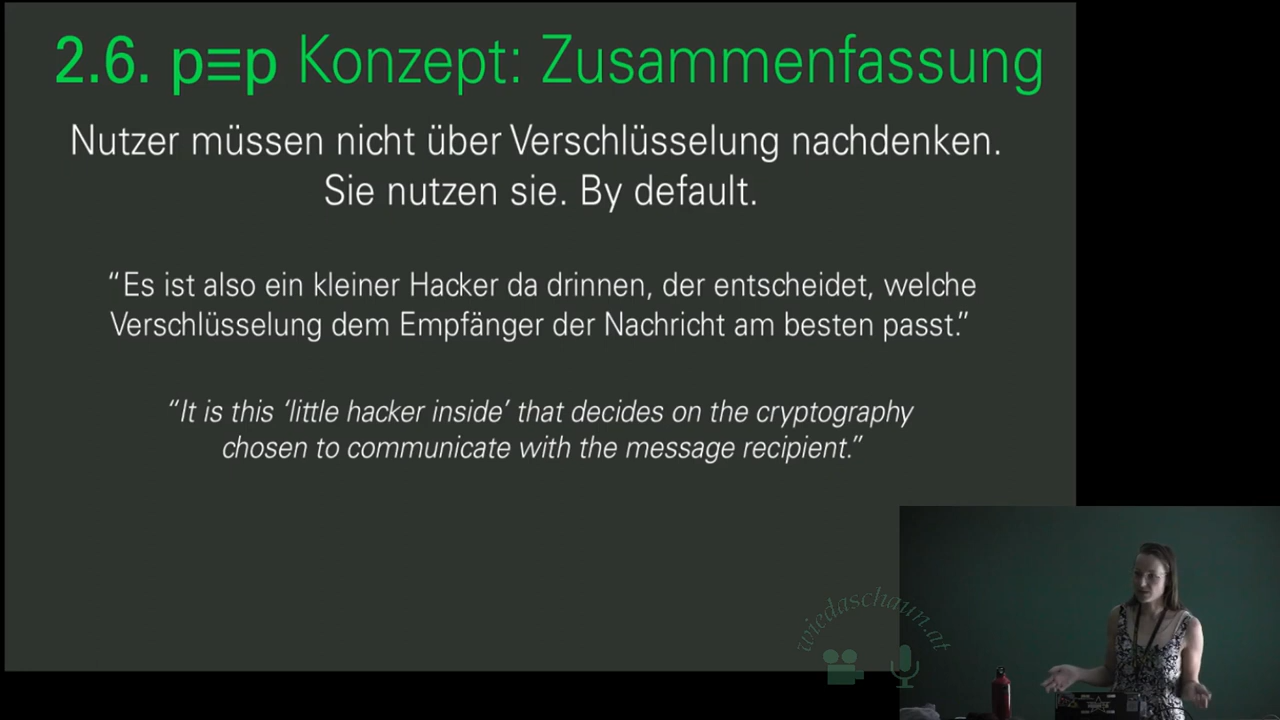 2.6. p≡p Konzept: Zusammenfassung
Nutzer müssen nicht über Verschlüsselung nachdenken.
Sie nutzen sie. By default.
“Es ist also ein kleiner Hacker da drinnen, der entscheidet, welche
Verschlüsselung dem Empfänger der Nachricht am besten passt.”
“It is this ‘little hacker inside’ that decides on the cryptography
chosen to communicate with the message recipient.”
wiedaschaun.at